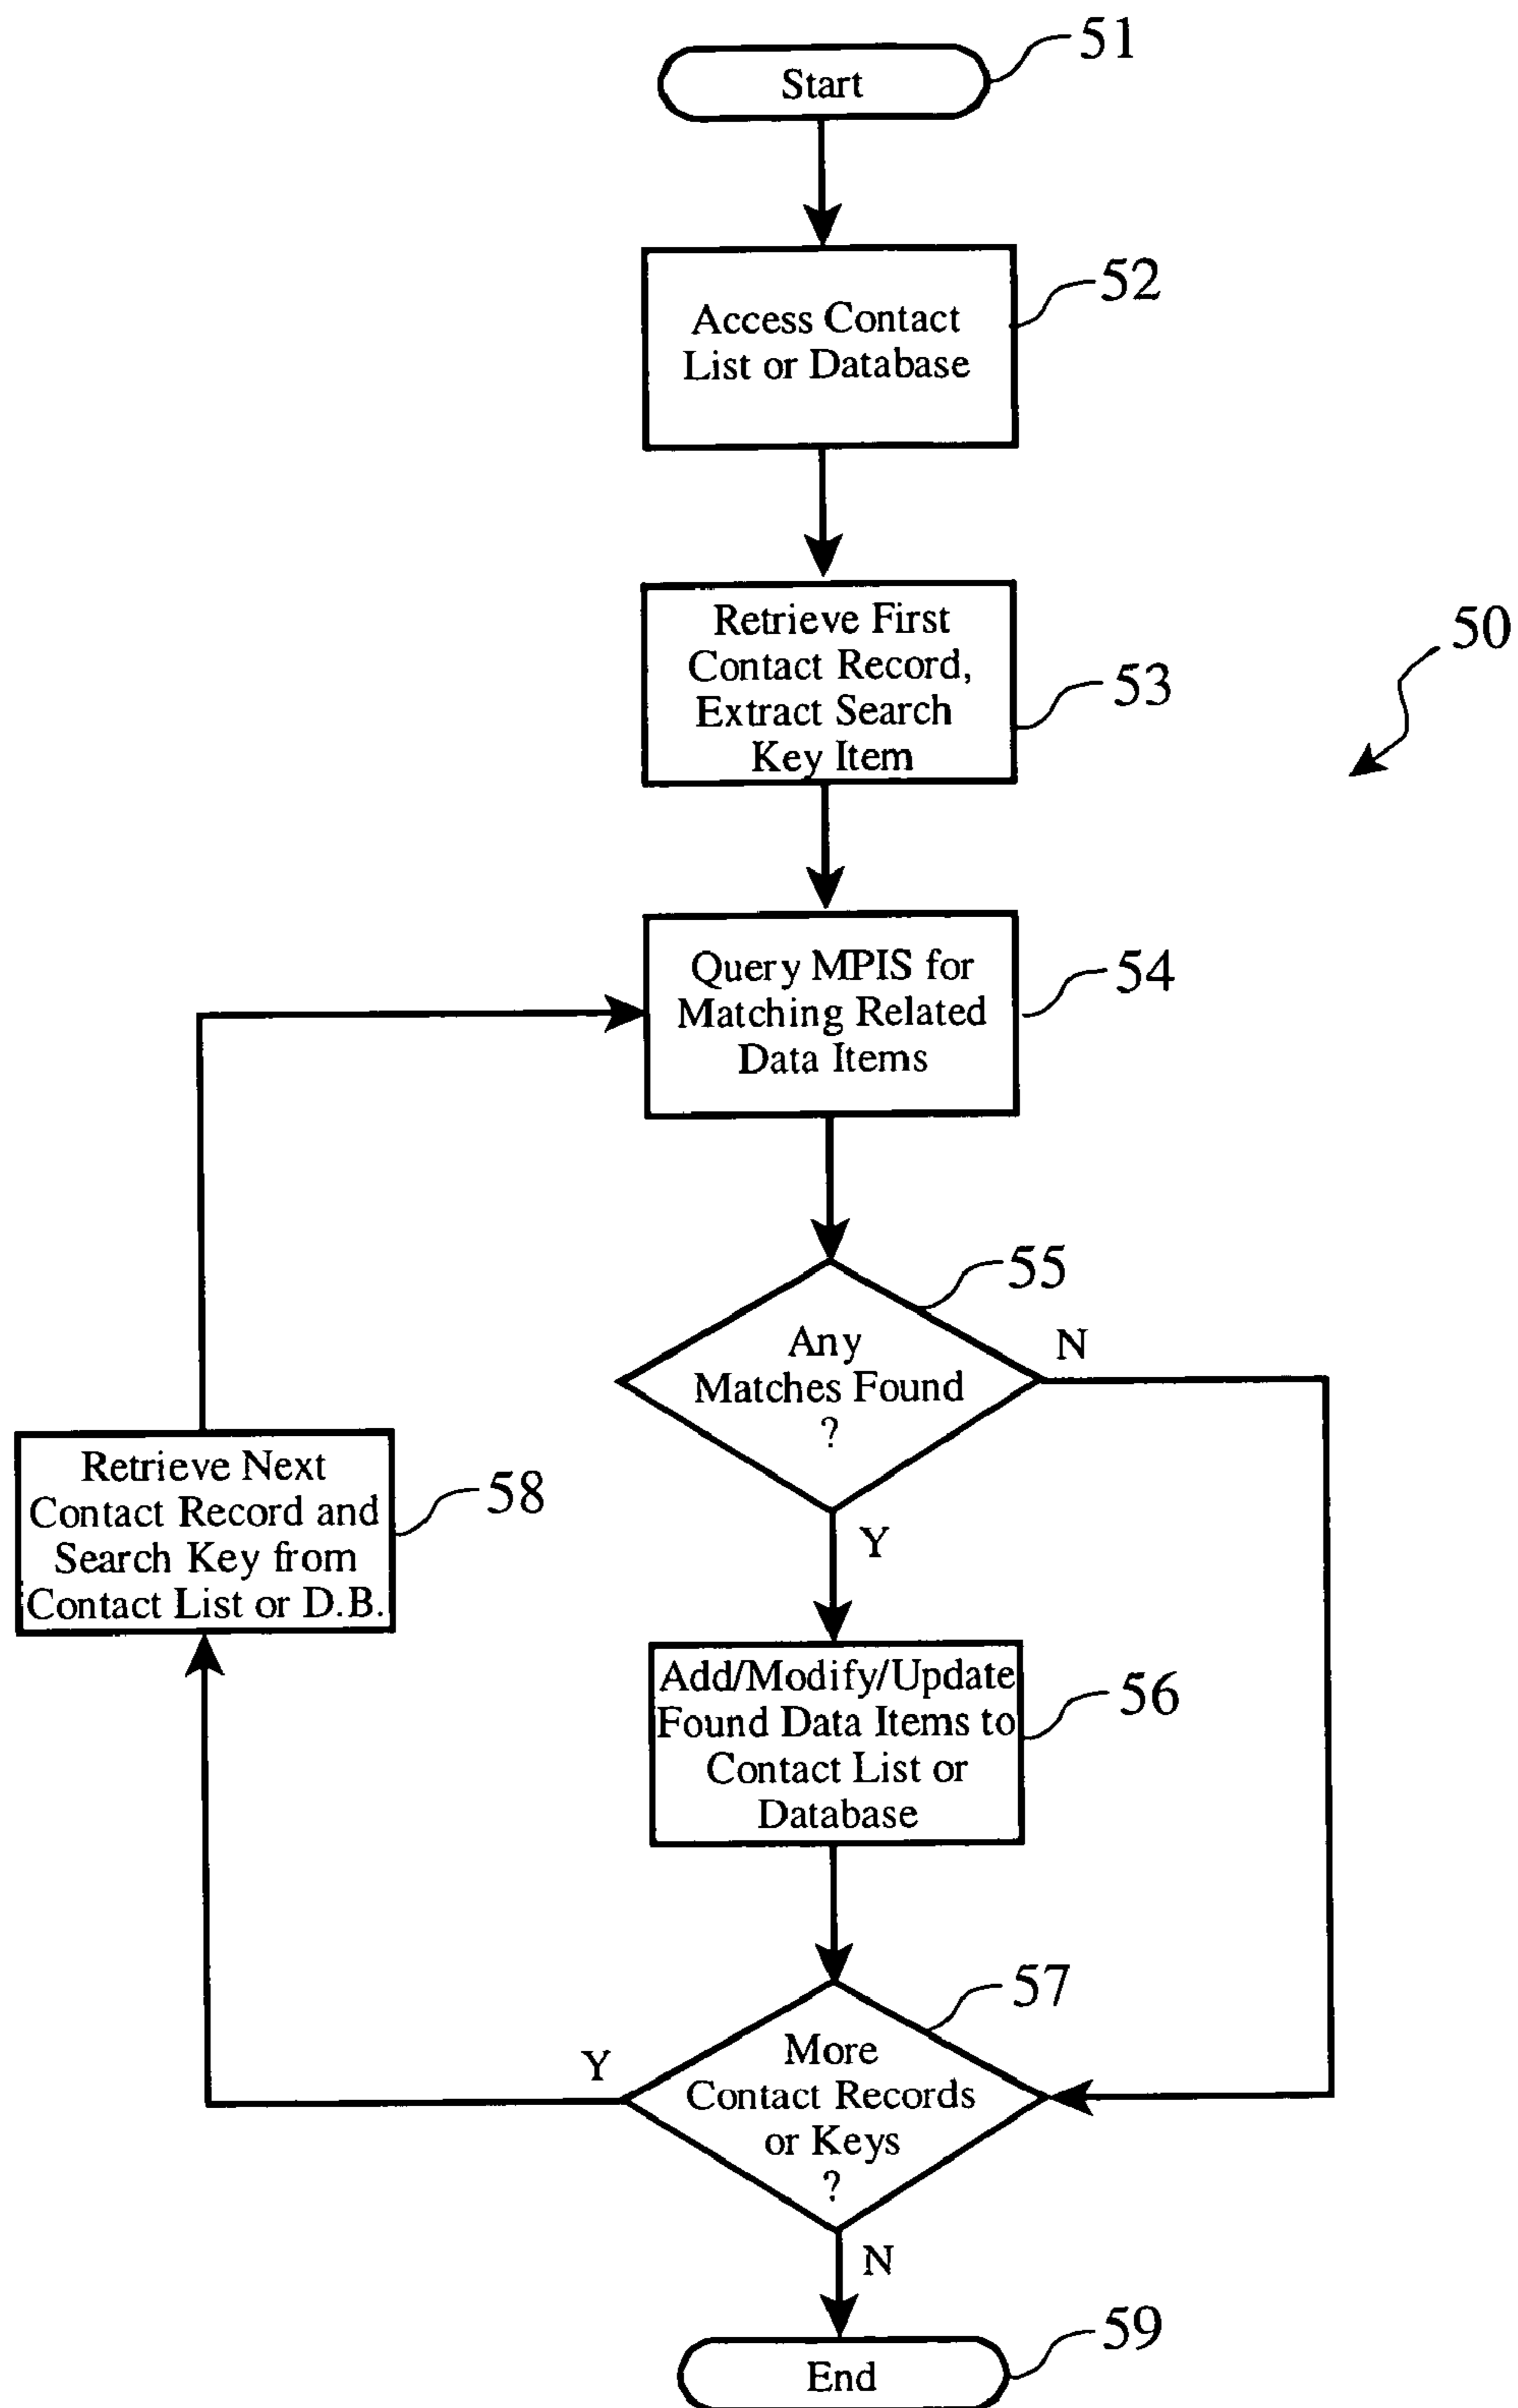 51
Start
52
Access Contact
List or Database
50
Retrieve First
Contact Record,
Extract Search
Key Item
53
Query MPIS for
Matching Related
Data Items
54
55
Any
Matches Found
?
N
Y
Retrieve Next
Contact Record and
Search Key from
Contact List or D.B.
58
Add/Modify/Update
Found Data Items to
Contact List or
Database
56
57
More
Contact Records
or Keys
?
Y
N
59
End